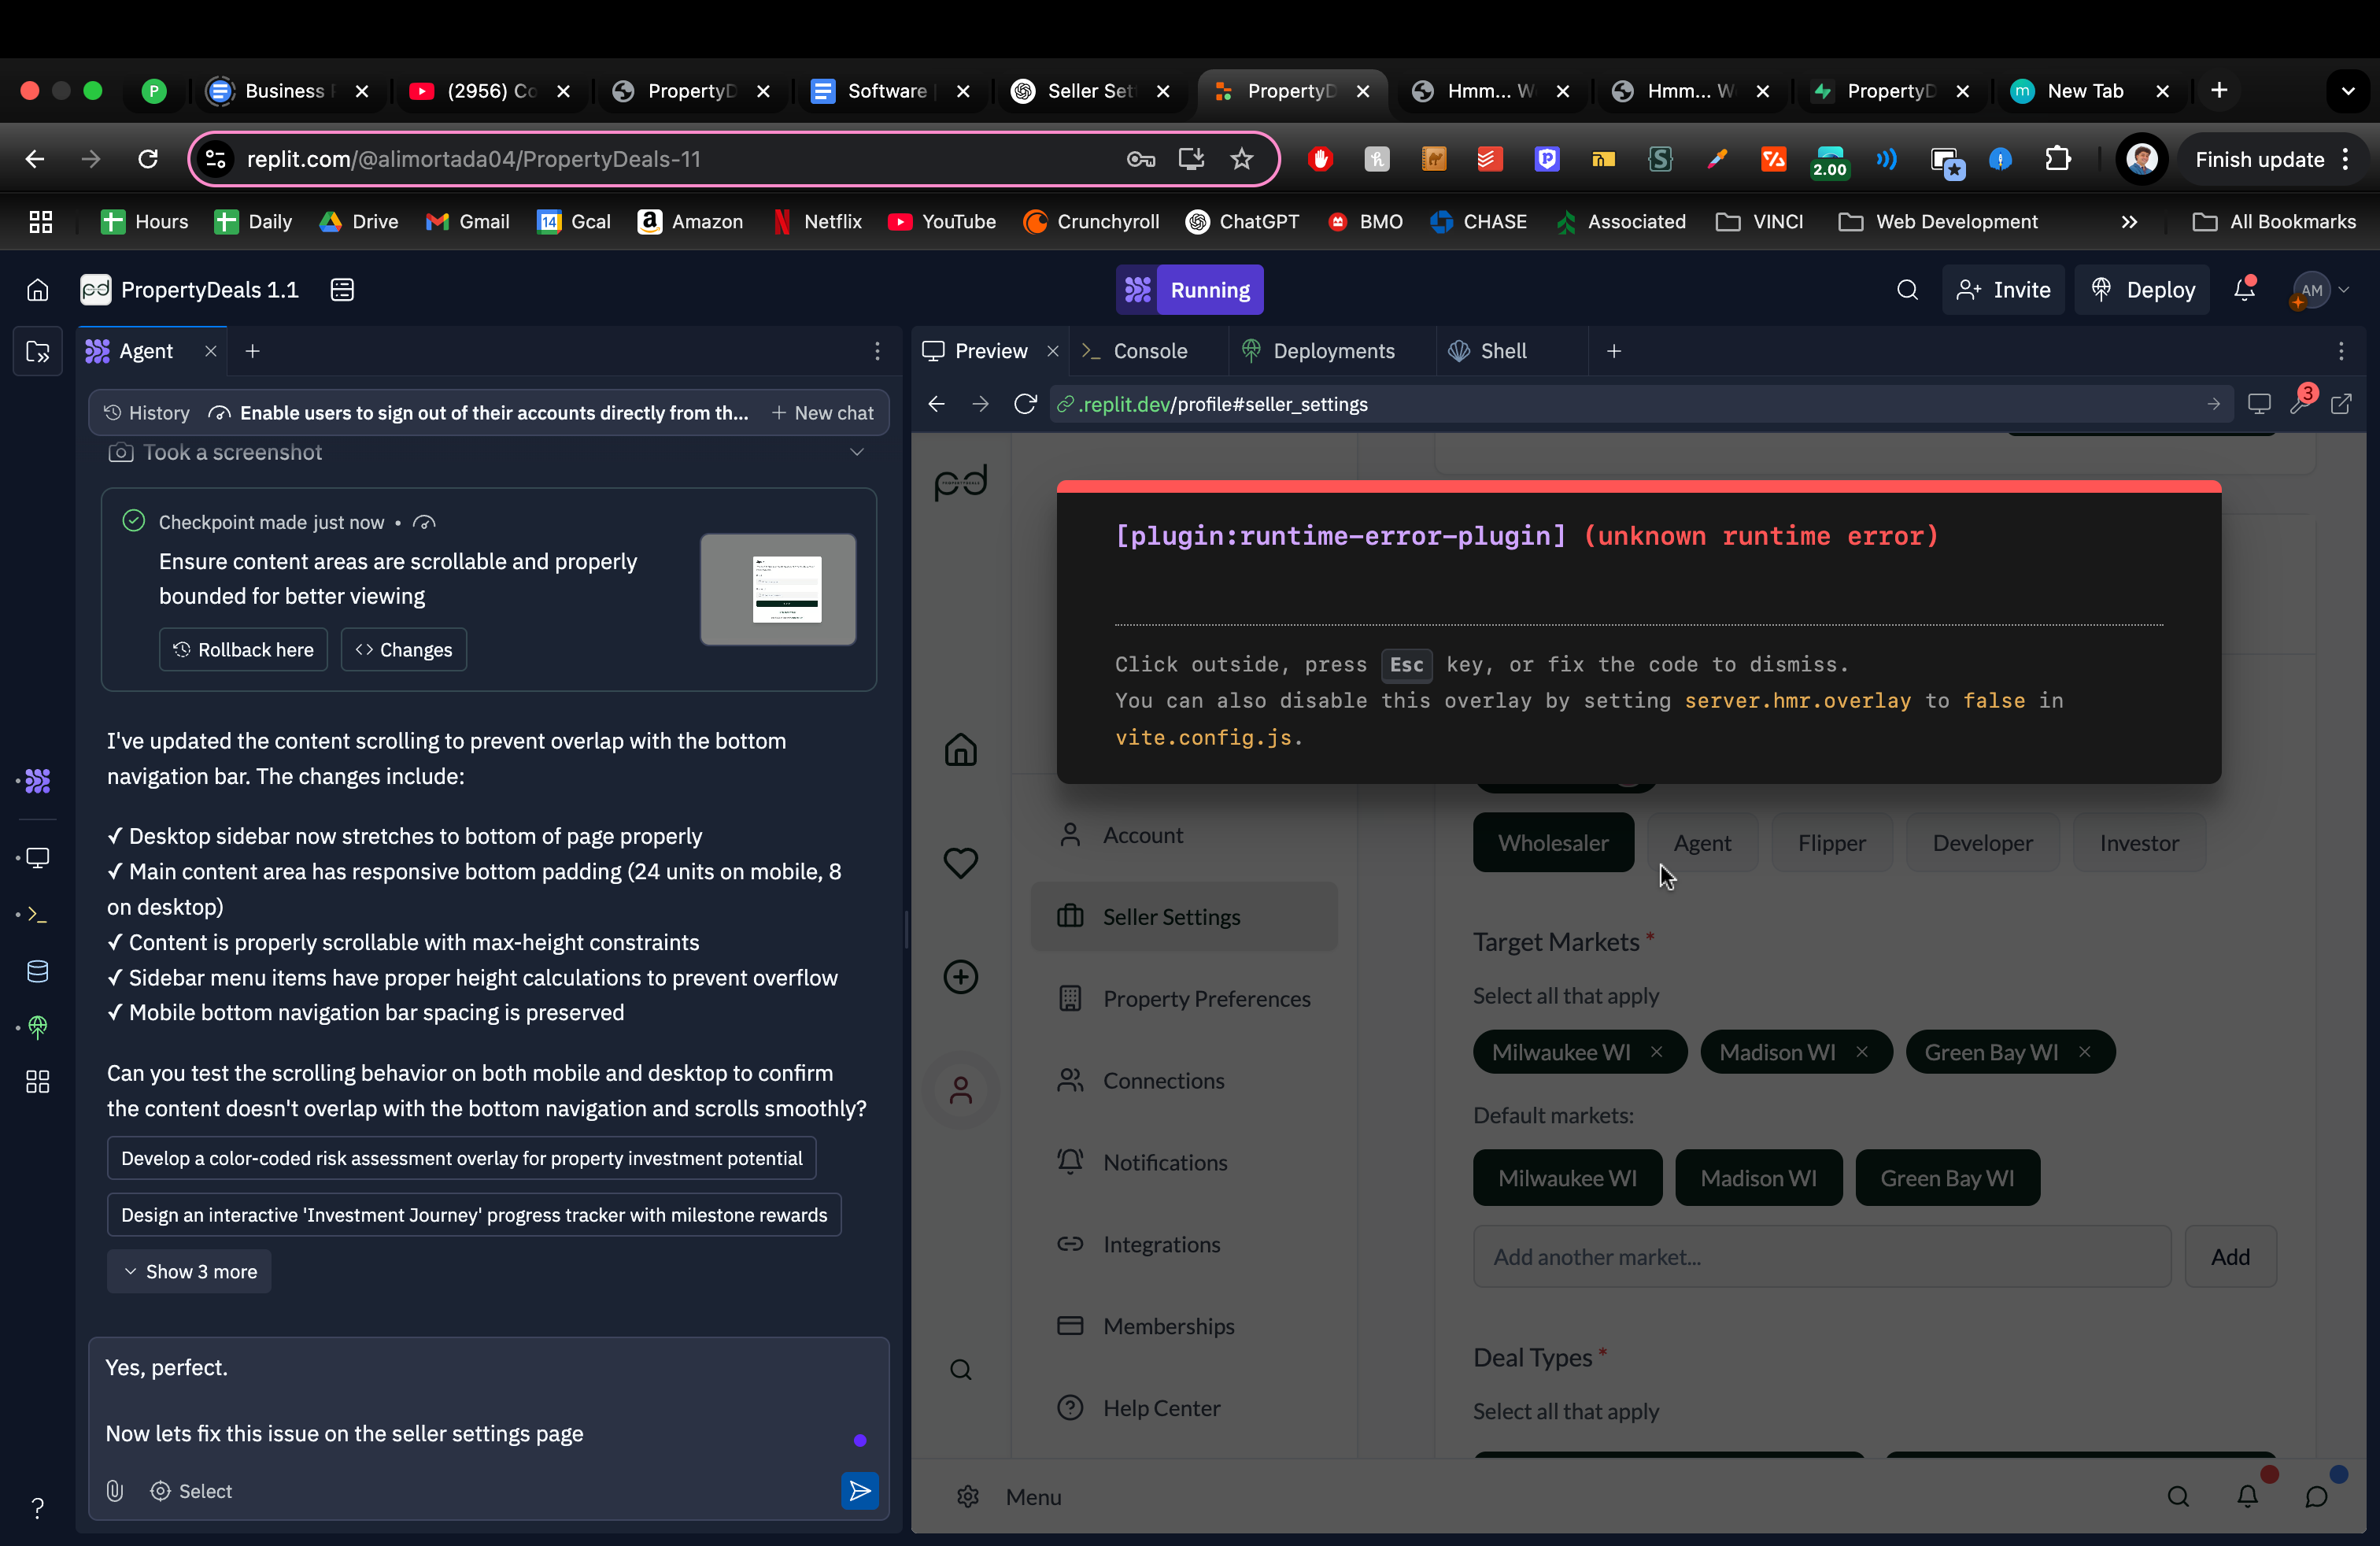 P
Business
(2956) Co
PropertyD
Software
Seller Set
PropertyD
Hmm... W
Hmm... W
PropertyD
m
New Tab
replit.com/@alimortada04/PropertyDeals-11
2.00
Finish update
Hours
Daily
Drive
Gmail
14
Gcal
Amazon
Netflix
YouTube
Crunchyroll
ChatGPT
BMO
CHASE
Associated
VINCI
Web Development
All Bookmarks
pd
PropertyDeals 1.1
Running
Invite
Deploy
AM
Agent
Preview
Console
Deployments
Shell
History
Enable users to sign out of their accounts directly from th...
New chat
.replit.dev/profile#seller_settings
3
Took a screenshot
Checkpoint made just now •
Ensure content areas are scrollable and properly
bounded for better viewing
Rollback here
<> Changes
I've updated the content scrolling to prevent overlap with the bottom
navigation bar. The changes include:
✓ Desktop sidebar now stretches to bottom of page properly
✓ Main content area has responsive bottom padding (24 units on mobile, 8
on desktop)
✓ Content is properly scrollable with max-height constraints
✓ Sidebar menu items have proper height calculations to prevent overflow
✓ Mobile bottom navigation bar spacing is preserved
Can you test the scrolling behavior on both mobile and desktop to confirm
the content doesn't overlap with the bottom navigation and scrolls smoothly?
Develop a color-coded risk assessment overlay for property investment potential
Design an interactive 'Investment Journey' progress tracker with milestone rewards
Show 3 more
Yes, perfect.
Now lets fix this issue on the seller settings page
Select
pd
[plugin:runtime-error-plugin] (unknown runtime error)
Click outside, press Esc key, or fix the code to dismiss.
You can also disable this overlay by setting server.hmr.overlay to false in
vite.config.js.
Account
Seller Settings
Property Preferences
Connections
Notifications
Integrations
Memberships
Help Center
Wholesaler
Agent
Flipper
Developer
Investor
Target Markets *
Select all that apply
Milwaukee WI ×
Madison WI ×
Green Bay WI ×
Default markets:
Milwaukee WI
Madison WI
Green Bay WI
Add another market...
Add
Deal Types *
Select all that apply
Menu